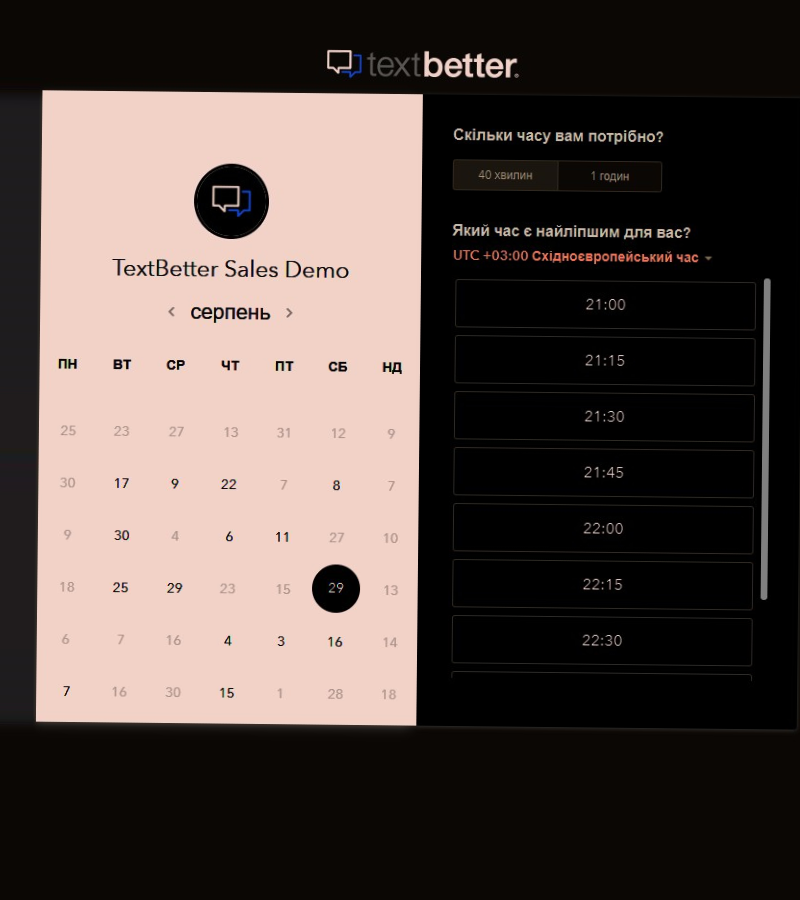 textbetter.
TextBetter Sales Demo
серпень
ПН ВТ СР ЧТ ПТ СБ НД
25 23 27 13 31 12 9
30 17 9 22 7 8 7
9 30 4 6 11 27 10
18 25 29 23 15 29 13
6 7 16 4 3 16 14
7 16 30 15 1 28 18
Скільки часу вам потрібно?
40 хвилин 1 годин
Який час є найліпшим для вас?
UTC +03:00 Східноєвропейський час
21:00
21:15
21:30
21:45
22:00
22:15
22:30